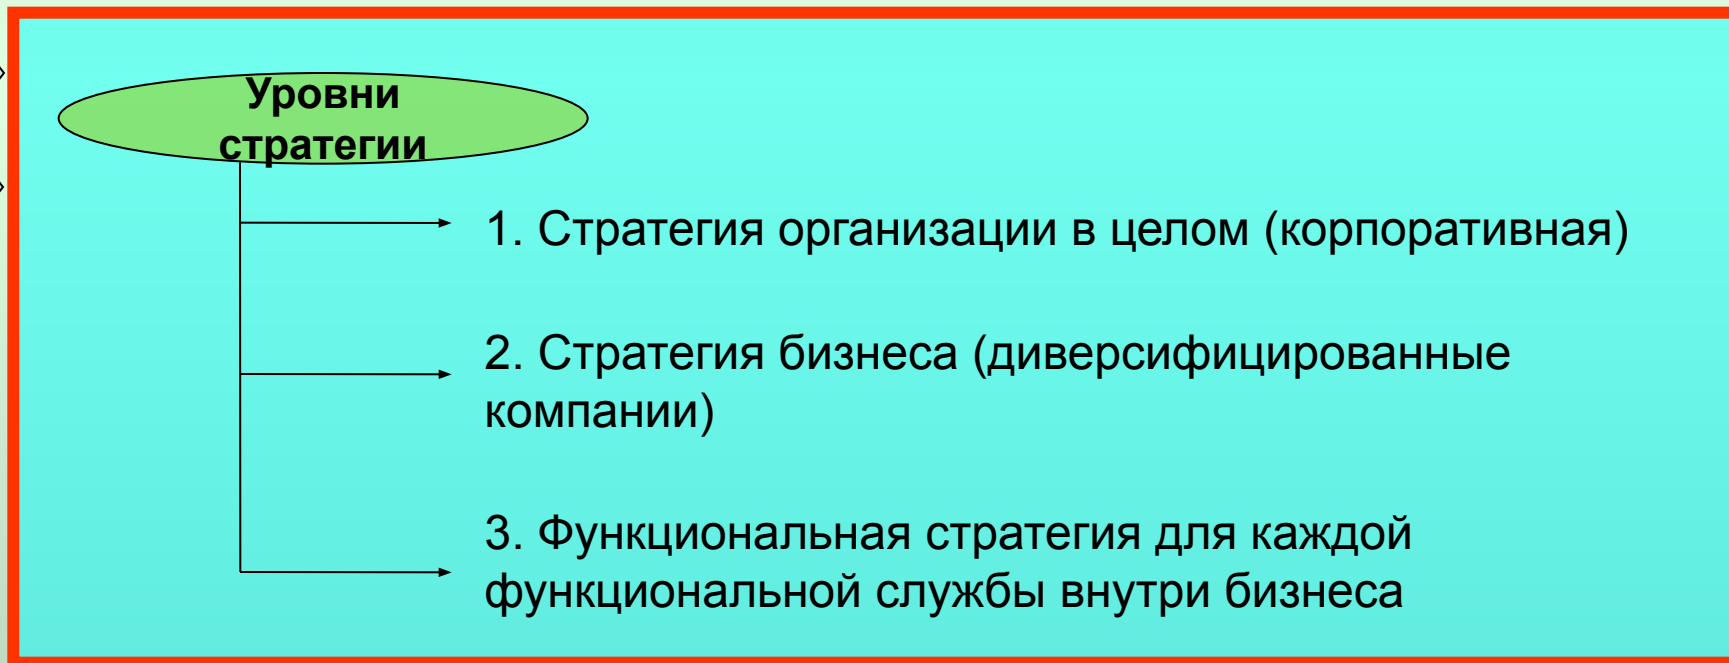 Уровни
стратегии
1. Стратегия организации в целом (корпоративная)
2. Стратегия бизнеса (диверсифицированные
компании)
3. Функциональная стратегия для каждой
функциональной службы внутри бизнеса